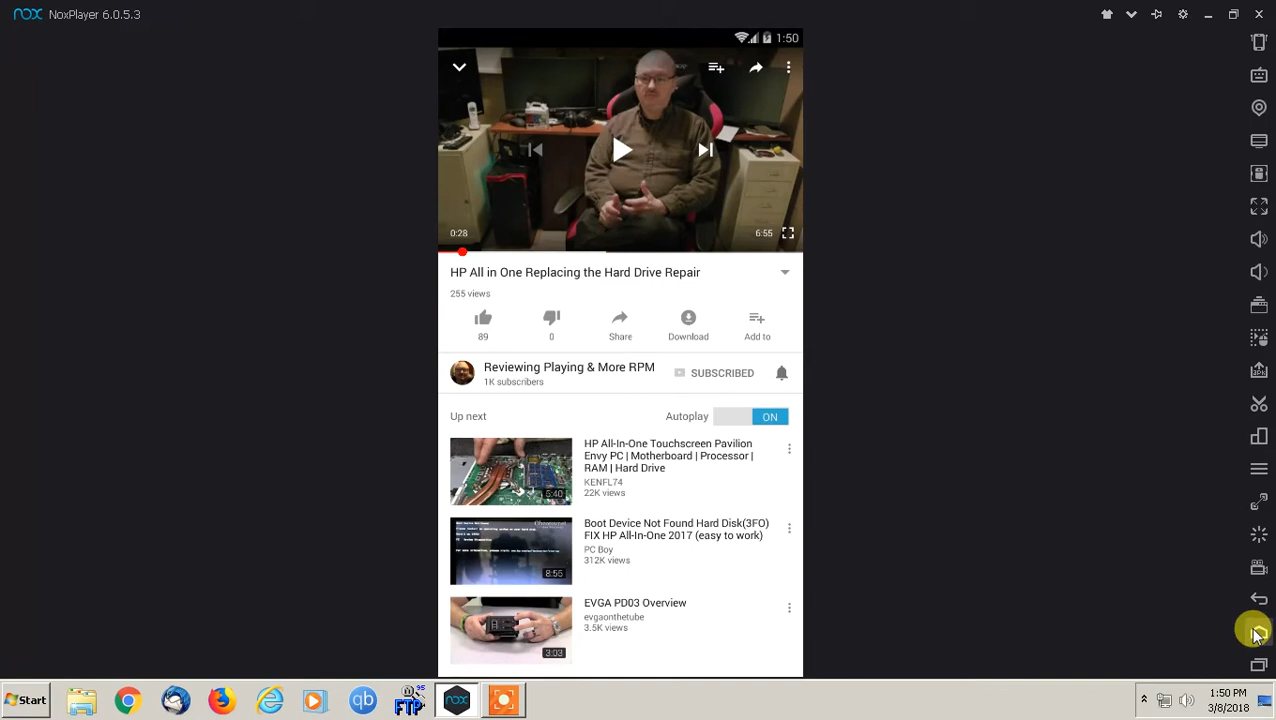 nox NoxPlayer 6.0.5.3
1:50
0:28
6:55
HP All in One Replacing the Hard Drive Repair
255 views
89
0
Share
Download
Add to
Reviewing Playing & More RPM
1K subscribers
SUBSCRIBED
Up next
Autoplay
ON
HP All-In-One Touchscreen Pavilion
Envy PC | Motherboard | Processor |
RAM | Hard Drive
KENFL74
22K views
5:40
Boot Device Not Found Hard Disk(3FO)
FIX HP All-In-One 2017 (easy to work)
PC Boy
312K views
8:55
EVGA PD03 Overview
evgaonthetube
3.5K views
3:03
Start
qb
FTP
nox
1:50 PM
3/8/2018